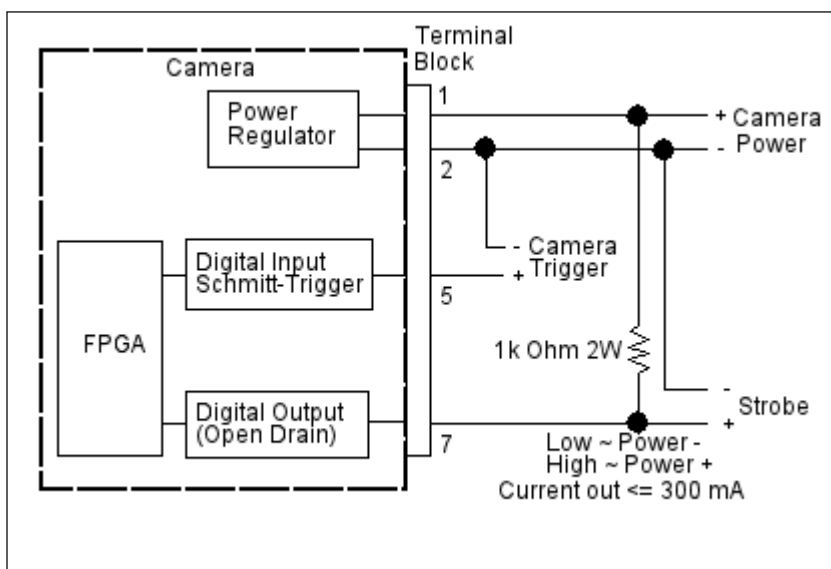 Terminal
Block
Camera
1
Power
Regulator
+ Camera
- Power
2
Digital Input
Schmitt-Trigger
- Camera
+ Trigger
5
FPGA
1k Ohm 2W
Digital Output
(Open Drain)
-
Strobe
+
7
Low ~ Power -
High ~ Power +
Current out <= 300 mA